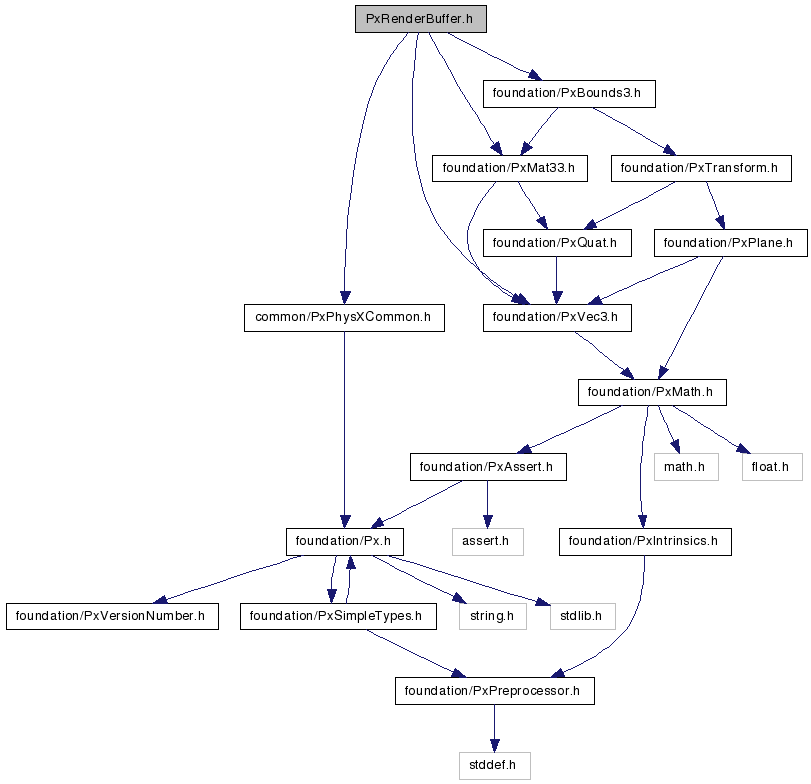 PxRenderBuffer.h
foundation/PxBounds3.h
foundation/PxMat33.h
foundation/PxTransform.h
foundation/PxQuat.h
foundation/PxPlane.h
common/PxPhysXCommon.h
foundation/PxVec3.h
foundation/PxMath.h
foundation/PxAssert.h
math.h
float.h
foundation/Px.h
assert.h
foundation/PxIntrinsics.h
foundation/PxVersionNumber.h
foundation/PxSimpleTypes.h
string.h
stdlib.h
foundation/PxPreprocessor.h
stddef.h